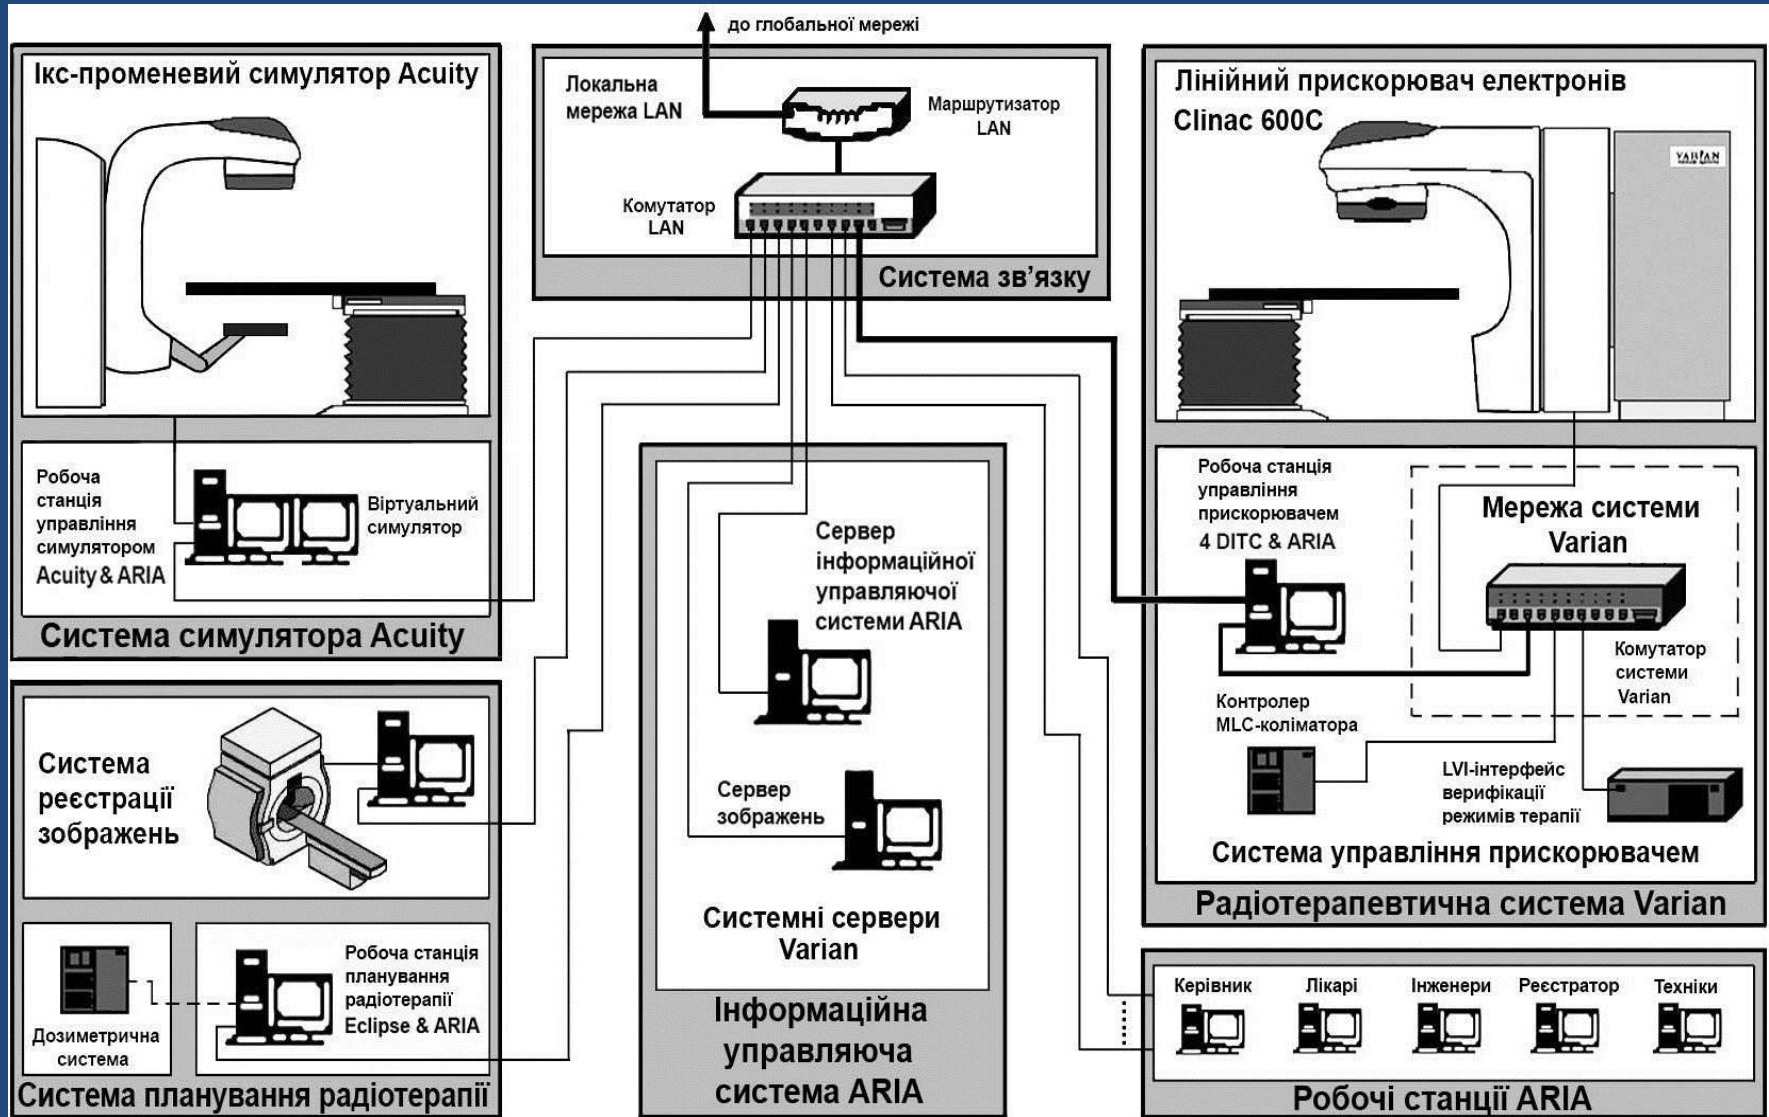 до глобальної мережі
Ікс-променевий симулятор Acuity
Робоча
станція
управління
симулятором
Acuity & ARIA
Віртуальний
симулятор
Система симулятора Acuity
Локальна
мережа LAN
Маршрутизатор
LAN
Комутатор
LAN
Система зв’язку
Лінійний прискорювач електронів
Clinac 600C
VARIAN
Робоча станція
управління
прискорювачем
4 DITC & ARIA
Мережа системи
Varian
Комутатор
системи
Varian
Контролер
MLC-коліматора
LVI-інтерфейс
верифікації
режимів терапії
Система управління прискорювачем
Радіотерапевтична система Varian
Система
реєстрації
зображень
Дозиметрична
система
Робоча станція
планування
радіотерапії
Eclipse & ARIA
Система планування радіотерапії
Сервер
інформаційної
управляючої
системи ARIA
Сервер
зображень
Системні сервери
Varian
Інформаційна
управляюча
система ARIA
Керівник
Лікарі
Інженери
Реєстратор
Техніки
Робочі станції ARIA